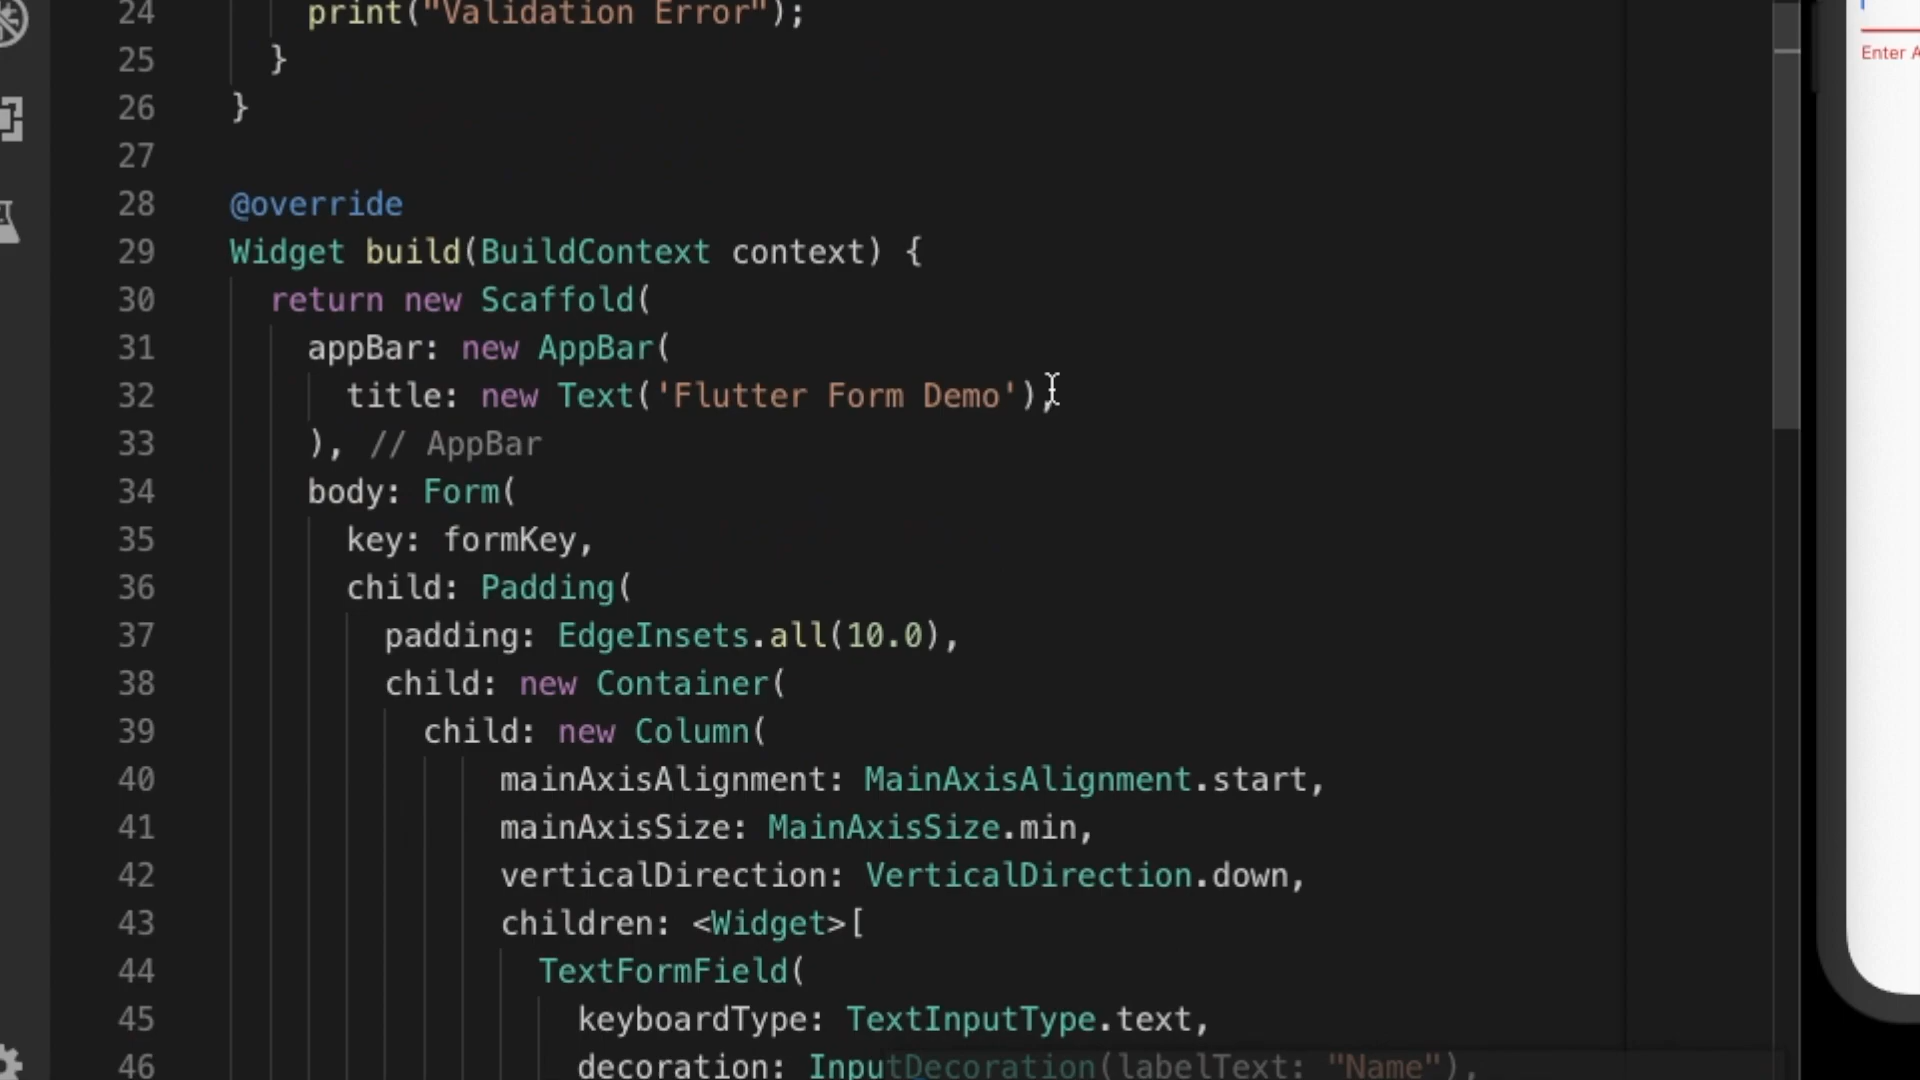 24 print("Validation Error");
25 }
26 }
27
28 @override
29 Widget build(BuildContext context) {
30 return new Scaffold(
31 appBar: new AppBar(
32 title: new Text('Flutter Form Demo'),
33 ), // AppBar
34 body: Form(
35 key: formKey,
36 child: Padding(
37 padding: EdgeInsets.all(10.0),
38 child: new Container(
39 child: new Column(
40 mainAxisAlignment: MainAxisAlignment.start,
41 mainAxisSize: MainAxisSize.min,
42 verticalDirection: VerticalDirection.down,
43 children: <Widget>[
44 TextFormField(
45 keyboardType: TextInputType.text,
46 decoration: InputDecoration(labelText: "Name"),
Enter